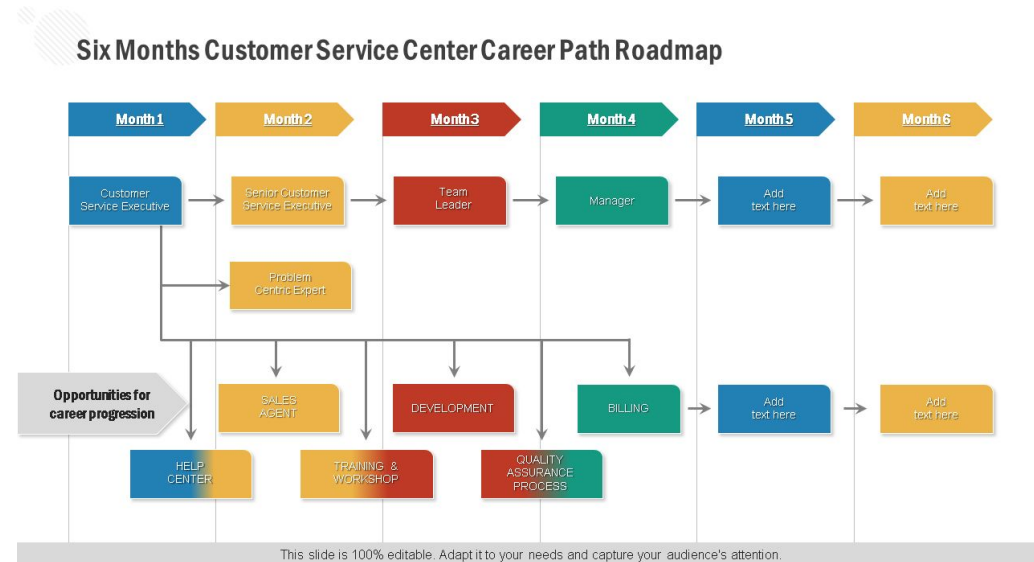 Six Months Customer Service Center Career Path Roadmap
Month 1
Month 2
Month 3
Month 4
Month 5
Month 6
Customer
Service Executive
Senior Customer
Service Executive
Team
Leader
Manager
Add
text here
Add
text here
Problem
Centric Expert
Opportunities for
career progression
SALES
AGENT
DEVELOPMENT
BILLING
Add
text here
Add
text here
HELP
CENTER
TRAINING &
WORKSHOP
QUALITY
ASSURANCE
PROCESS
This slide is 100% editable. Adapt it to your needs and capture your audience's attention.